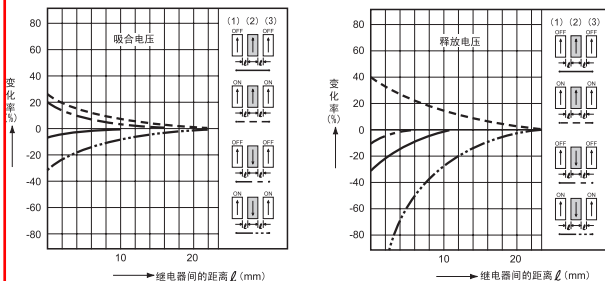 吸合电压
变化率(%)
80
60
40
20
0
-20
-40
-60
-80
10
20
继电器间的距离ℓ(mm)
(1) (2) (3)
OFF OFF
ℓ ℓ
ON ON
ℓ ℓ
OFF OFF
ℓ ℓ
ON ON
ℓ ℓ
释放电压
变化率(%)
80
60
40
20
0
-20
-40
-60
-80
10
20
继电器间的距离ℓ(mm)
(1) (2) (3)
OFF OFF
ℓ ℓ
ON ON
ℓ ℓ
OFF OFF
ℓ ℓ
ON ON
ℓ ℓ